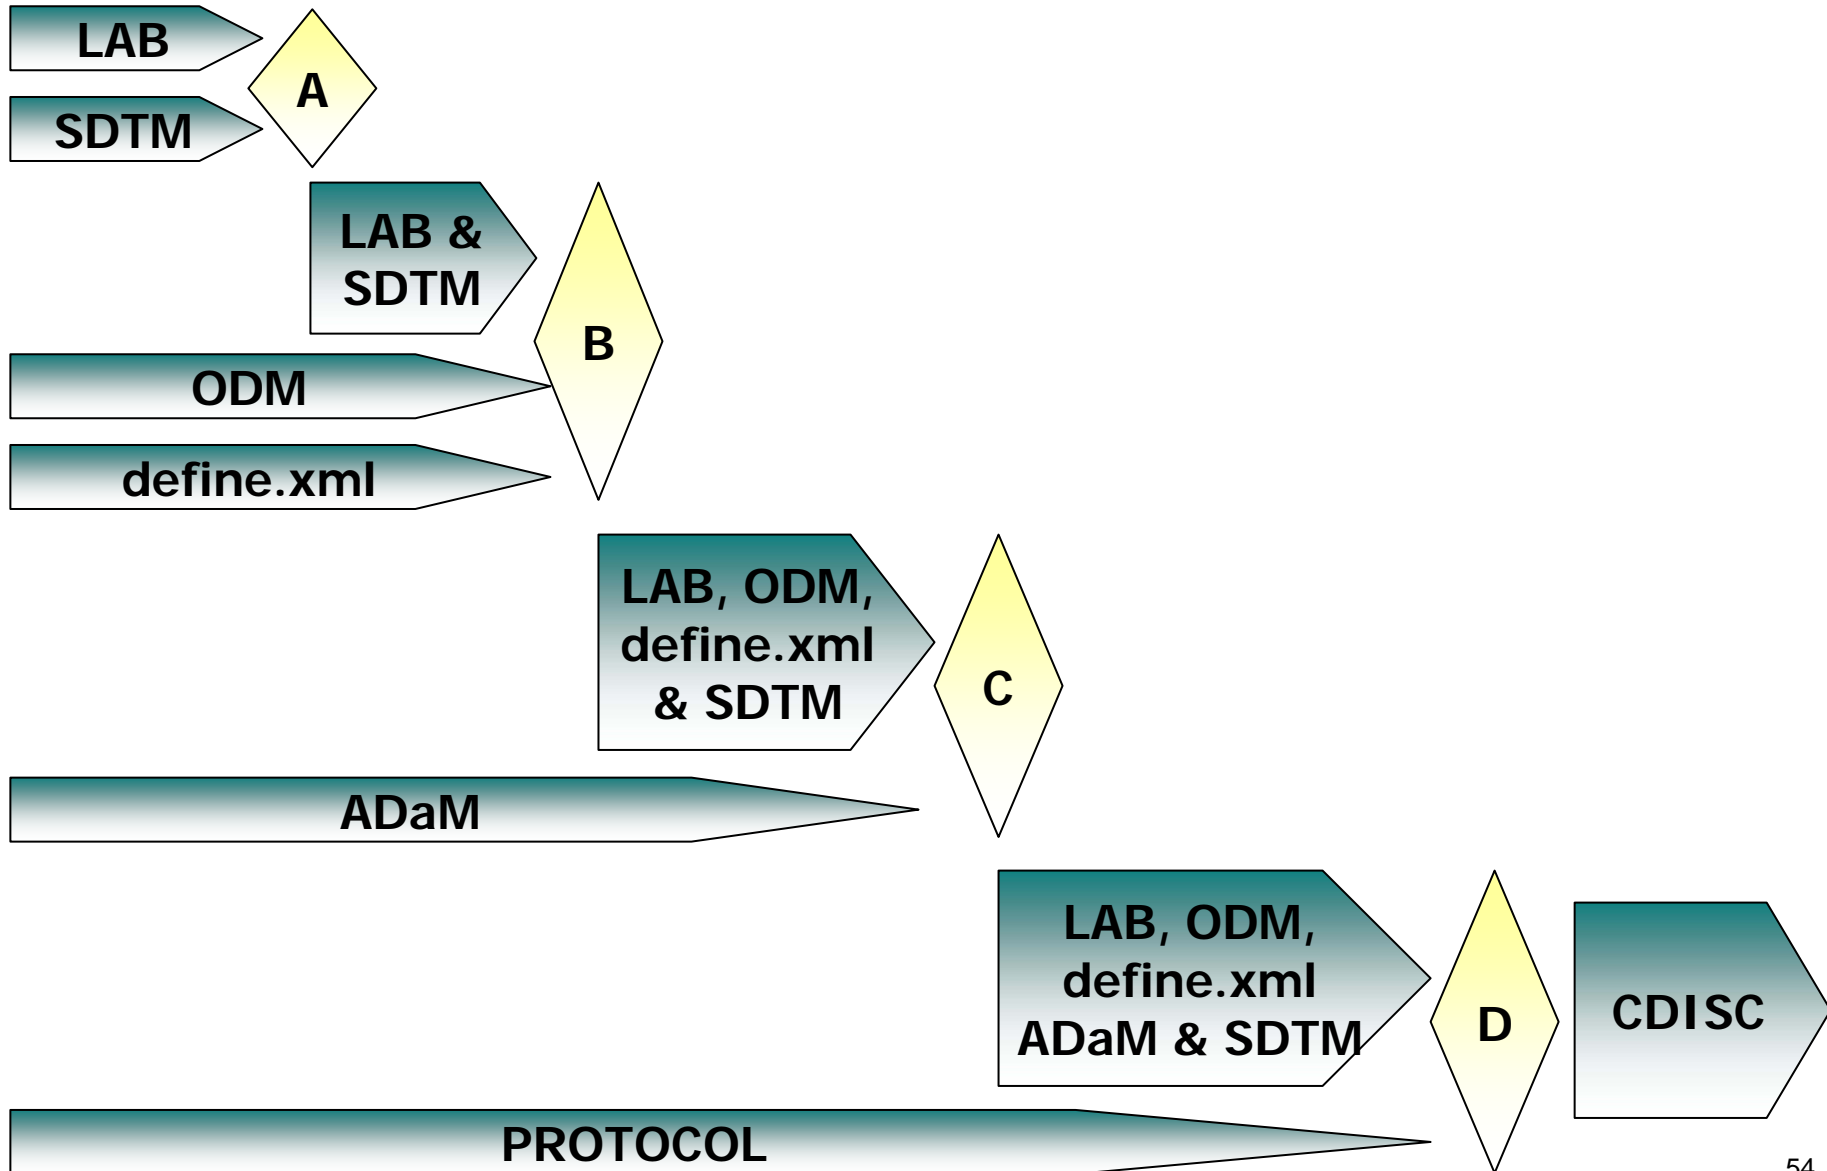 LAB
A
SDTM
LAB &
SDTM
B
ODM
define.xml
LAB, ODM,
define.xml
& SDTM
C
ADaM
LAB, ODM,
define.xml
ADaM & SDTM
D
CDISC
PROTOCOL
54